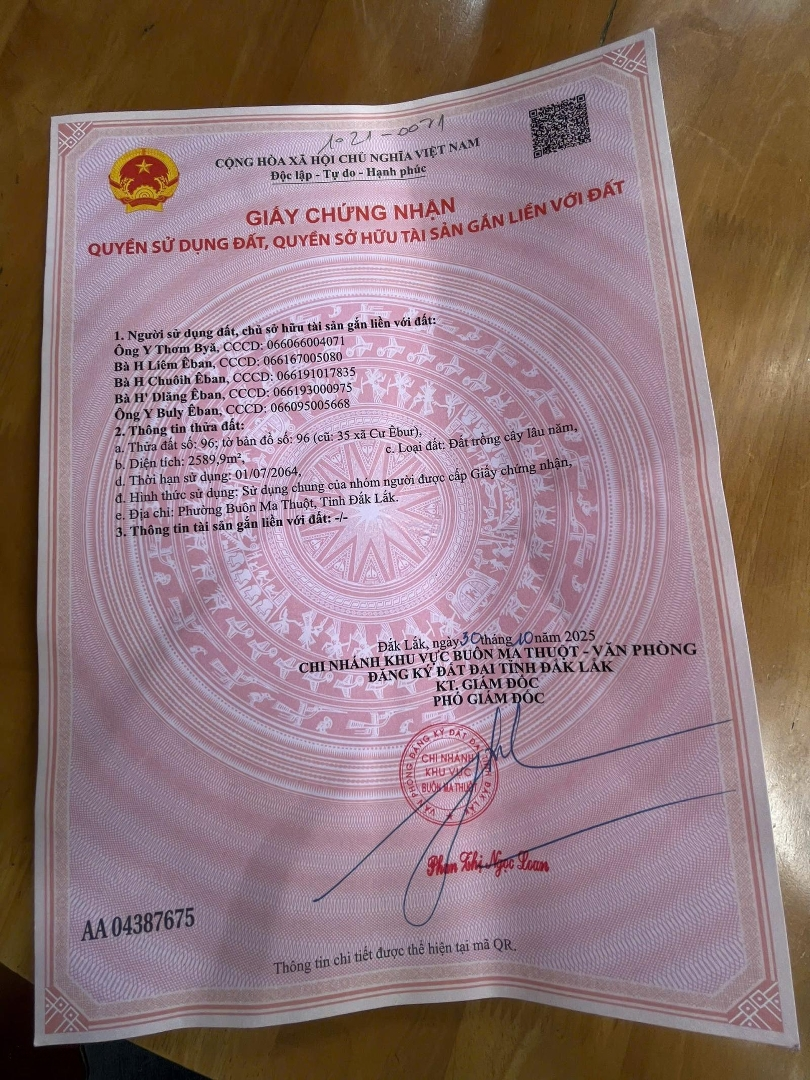 1021-0071
CỘNG HÒA XÃ HỘI CHỦ NGHĨA VIỆT NAM
Độc lập - Tự do - Hạnh phúc
GIẤY CHỨNG NHẬN
QUYỀN SỬ DỤNG ĐẤT, QUYỀN SỞ HỮU TÀI SẢN GẮN LIỀN VỚI ĐẤT
1. Người sử dụng đất, chủ sở hữu tài sản gắn liền với đất:
Ông Y Thơm Byă, CCCD: 066066004071
Bà H Liêm Êban, CCCD: 066167005080
Bà H Chuôih Êban, CCCD: 066191017835
Bà H' Dlăng Êban, CCCD: 066193000975
Ông Y Buly Êban, CCCD: 066095005668
2. Thông tin thửa đất:
a. Thửa đất số: 96; tờ bản đồ số: 96 (cũ: 35 xã Cư Êbur),
b. Diện tích: 2589,9m², c. Loại đất: Đất trồng cây lâu năm,
d. Thời hạn sử dụng: 01/07/2064,
đ. Hình thức sử dụng: Sử dụng chung của nhóm người được cấp Giấy chứng nhận,
e. Địa chỉ: Phường Buôn Ma Thuột, Tỉnh Đắk Lắk.
3. Thông tin tài sản gắn liền với đất: -/-
Đắk Lắk, ngày 30 tháng 10 năm 2025
CHI NHÁNH KHU VỰC BUÔN MA THUỘT - VĂN PHÒNG
ĐĂNG KÝ ĐẤT ĐAI TỈNH ĐẮK LẮK
KT. GIÁM ĐỐC
PHÓ GIÁM ĐỐC
VĂN PHÒNG ĐĂNG KÝ ĐẤT ĐAI TỈNH ĐẮK LẮK
CHI NHÁNH
KHU VỰC
BUÔN MA THUỘT
Phan Thị Ngọc Loan
AA 04387675
Thông tin chi tiết được thể hiện tại mã QR.